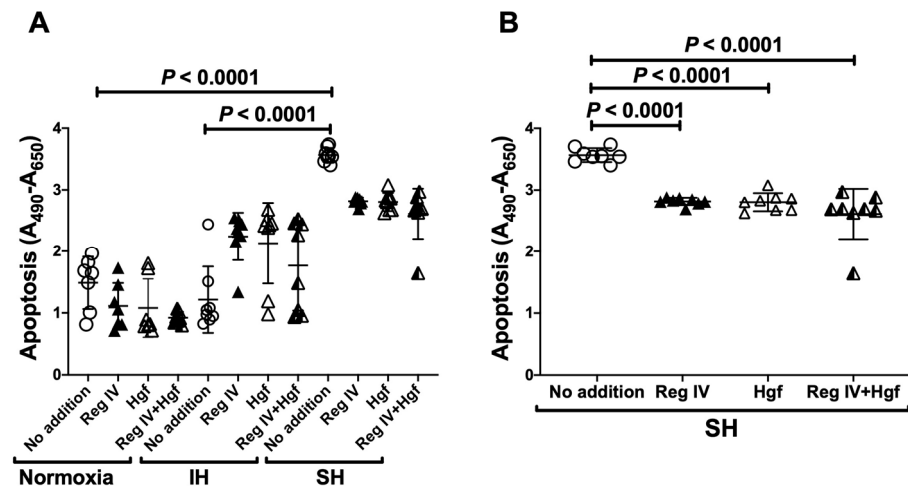 A
P < 0.0001
P < 0.0001
Apoptosis (A490-A650)
4
3
2
1
0
No addition
Reg IV
Hgf
Reg IV+Hgf
No addition
Reg IV
Hgf
Reg IV+Hgf
No addition
Reg IV
Hgf
Reg IV+Hgf
Normoxia
IH
SH
B
P < 0.0001
P < 0.0001
P < 0.0001
Apoptosis (A490-A650)
4
3
2
1
0
No addition
Reg IV
Hgf
Reg IV+Hgf
SH